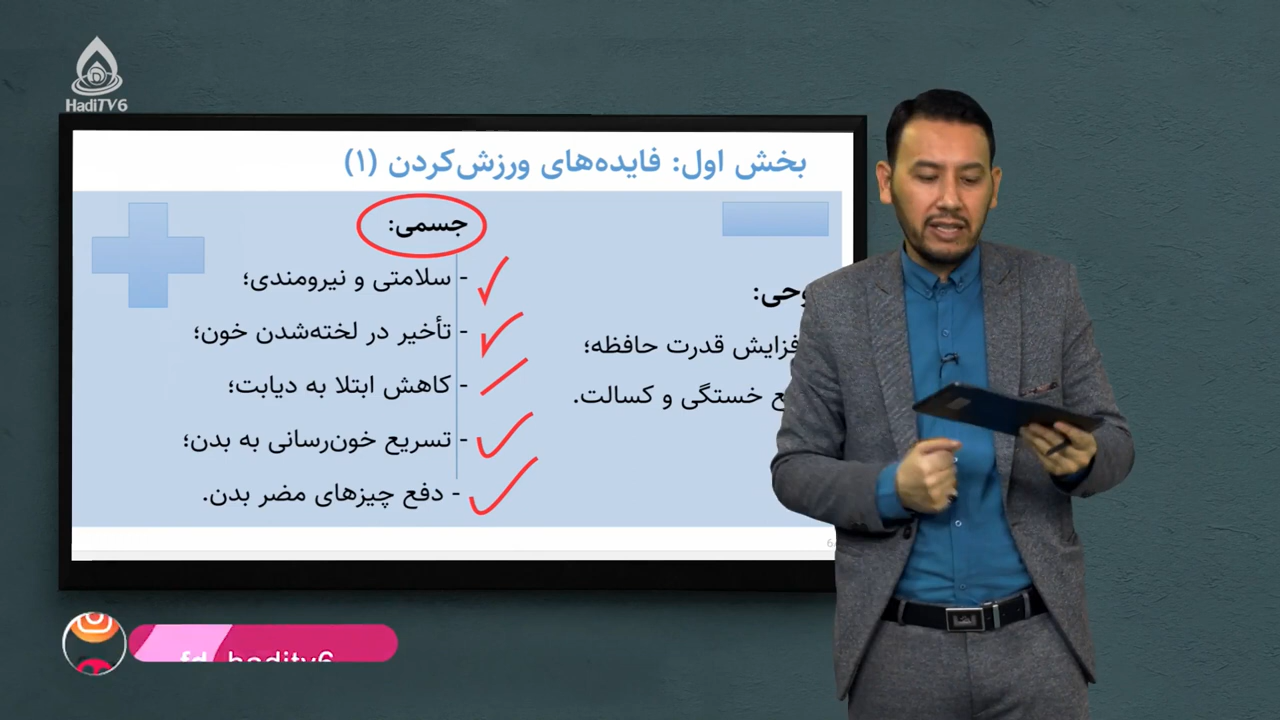 HadiTV6
بخش اول: فایده‌های ورزش‌کردن (۱)
جسمی:
- سلامتی و نیرومندی؛
- تأخیر در لخته‌شدن خون؛
- کاهش ابتلا به دیابت؛
- تسریع خون‌رسانی به بدن؛
- دفع چیزهای مضر بدن.
قدرت حافظه؛
خستگی و کسالت.
haditv6